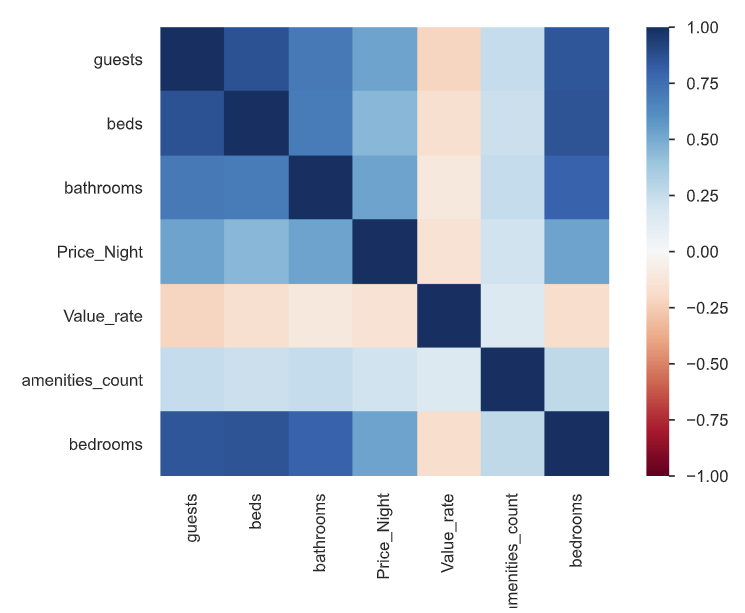 guests
beds
bathrooms
Price_Night
Value_rate
amenities_count
bedrooms
guests
beds
bathrooms
Price_Night
Value_rate
menities_count
bedrooms
1.00
0.75
0.50
0.25
0.00
−0.25
−0.50
−0.75
−1.00